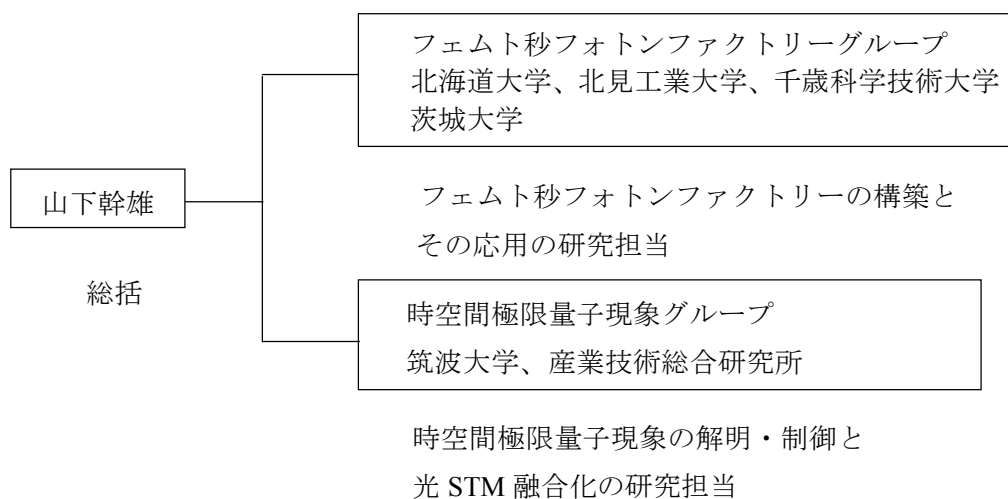 フェムト秒フォトンファクトリーグループ
北海道大学、北見工業大学、千歳科学技術大学
茨城大学
山下幹雄
フェムト秒フォトンファクトリーの構築と
その応用の研究担当
総括
時空間極限量子現象グループ
筑波大学、産業技術総合研究所
時空間極限量子現象の解明・制御と
光 STM 融合化の研究担当